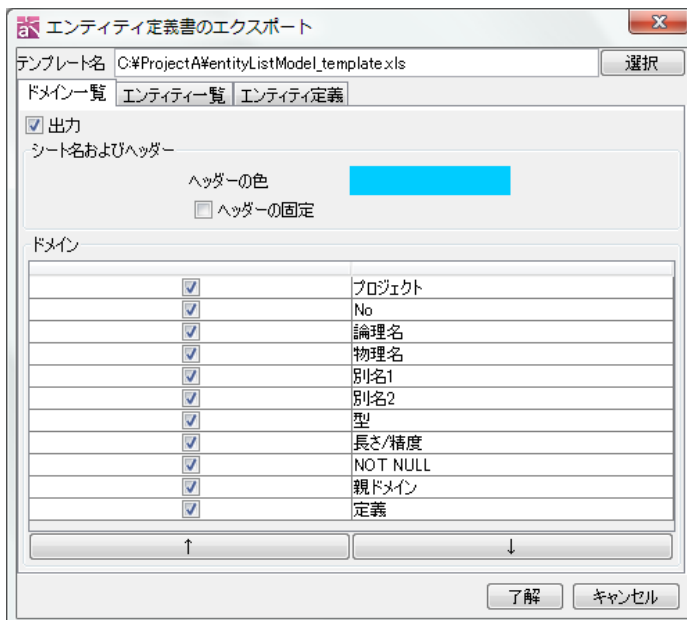 エンティティ定義書のエクスポート
テンプレート名 C:¥ProjectA¥entityListModel_template.xls 選択
ドメイン一覧 エンティティ一覧 エンティティ定義
出力
シート名およびヘッダー
ヘッダーの色
ヘッダーの固定
ドメイン
プロジェクト
No
論理名
物理名
別名1
別名2
型
長さ/精度
NOT NULL
親ドメイン
定義
↑ ↓
了解 キャンセル